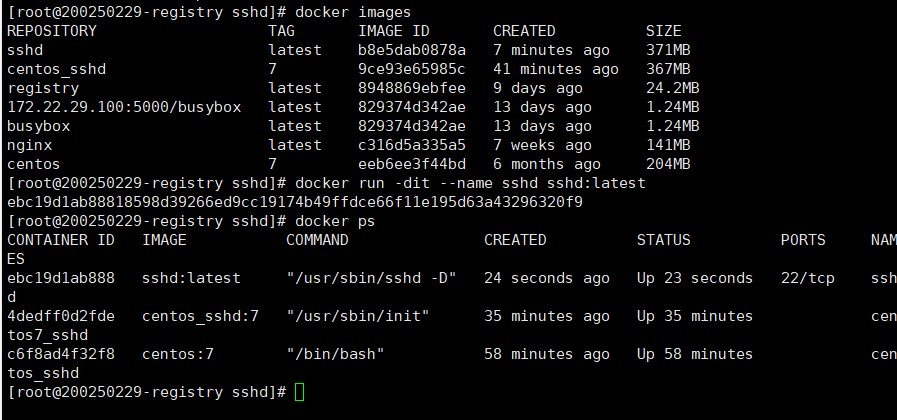 [root@200250229-registry sshd]# docker images
REPOSITORY TAG IMAGE ID CREATED SIZE
sshd latest b8e5dab0878a 7 minutes ago 371MB
centos_sshd 7 9ce93e65985c 41 minutes ago 367MB
registry latest 8948869ebfee 9 days ago 24.2MB
172.22.29.100:5000/busybox latest 829374d342ae 13 days ago 1.24MB
busybox latest 829374d342ae 13 days ago 1.24MB
nginx latest c316d5a335a5 7 weeks ago 141MB
centos 7 eeb6ee3f44bd 6 months ago 204MB
[root@200250229-registry sshd]# docker run -dit --name sshd sshd:latest
ebc19d1ab88818598d39266ed9cc19174b49ffdce66f11e195d63a43296320f9
[root@200250229-registry sshd]# docker ps
CONTAINER ID IMAGE COMMAND CREATED STATUS PORTS NAM
ES
ebc19d1ab888 sshd:latest "/usr/sbin/sshd -D" 24 seconds ago Up 23 seconds 22/tcp ssh
d
4dedff0d2fde centos_sshd:7 "/usr/sbin/init" 35 minutes ago Up 35 minutes cen
tos7_sshd
c6f8ad4f32f8 centos:7 "/bin/bash" 58 minutes ago Up 58 minutes cen
tos_sshd
[root@200250229-registry sshd]#